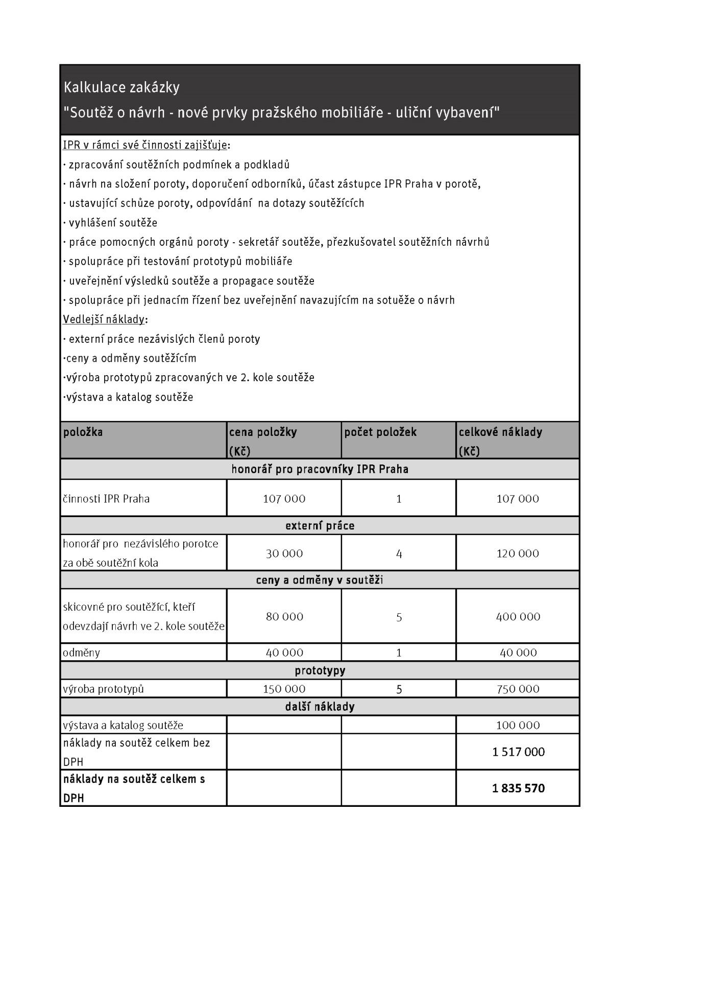 Kalkulace zakázky
"Soutěž o návrh - nové prvky pražského mobiliáře - uliční vybavení"
IPR v rámci své činnosti zajišťuje:
· zpracování soutěžních podmínek a podkladů
· návrh na složení poroty, doporučení odborníků, účast zástupce IPR Praha v porotě,
· ustavující schůze poroty, odpovídání  na dotazy soutěžících
· vyhlášení soutěže
· práce pomocných orgánů poroty - sekretář soutěže, přezkušovatel soutěžních návrhů
· spolupráce při testování prototypů mobiliáře
· uveřejnění výsledků soutěže a propagace soutěže
· spolupráce při jednacím řízení bez uveřejnění navazujícím na sotuěže o návrh
Vedlejší náklady:
· externí práce nezávislých členů poroty
·ceny a odměny soutěžícím
·výroba prototypů zpracovaných ve 2. kole soutěže
·výstava a katalog soutěže
položka cena položky počet položek celkové náklady
(Kč) (Kč)
honorář pro pracovníky IPR Praha
činnosti IPR Praha 107 000 1 107 000
externí práce
honorář pro  nezávislého porotce
za obě soutěžní kola 30 000 4 120 000
ceny a odměny v soutěži
skicovné pro soutěžící, kteří
odevzdají návrh ve 2. kole soutěže 80 000 5 400 000
odměny 40 000 1 40 000
prototypy
výroba prototypů 150 000 5 750 000
další náklady
výstava a katalog soutěže 100 000
náklady na soutěž celkem bez
DPH 1 517 000
náklady na soutěž celkem s
DPH 1 835 570